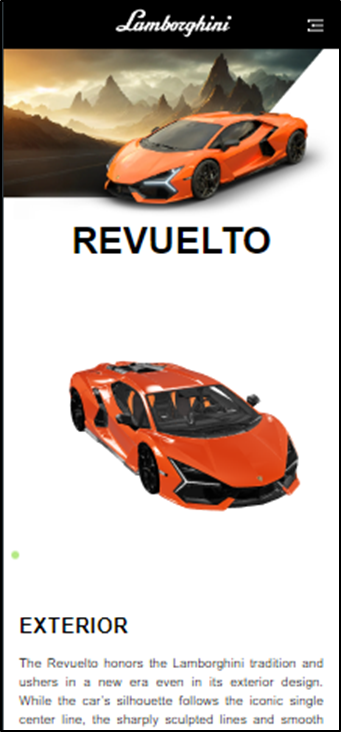 Lamborghini
REVUELTO
EXTERIOR
The Revuelto honors the Lamborghini tradition and
ushers in a new era even in its exterior design.
While the car's silhouette follows the iconic single
center line, the sharply sculpted lines and smooth